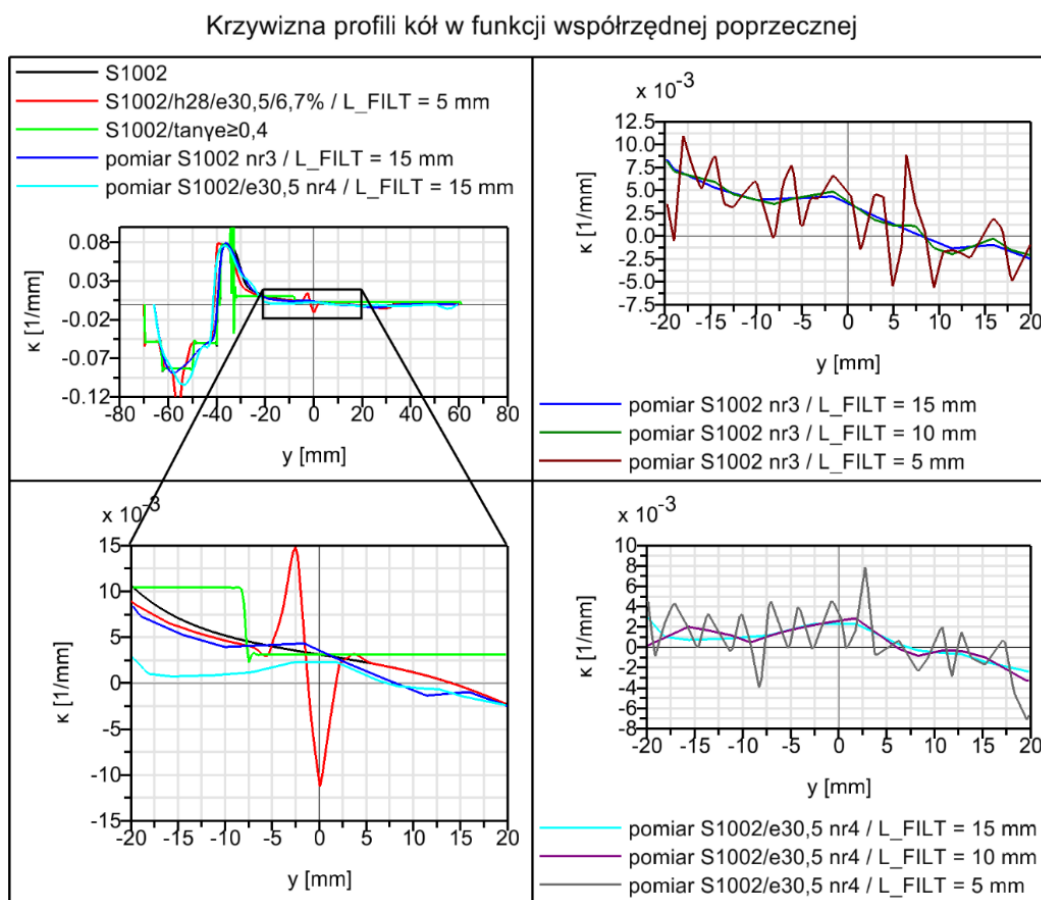 Krzywizna profili kół w funkcji współrzędnej poprzecznej
S1002
S1002/h28/e30,5/6,7% / L_FILT = 5 mm
S1002/tanγe≥0,4
pomiar S1002 nr3 / L_FILT = 15 mm
pomiar S1002/e30,5 nr4 / L_FILT = 15 mm
0.08
0.03
-0.02
-0.07
-0.12
κ [1/mm]
-80 -60 -40 -20 0 20 40 60 80
y [mm]
x 10⁻³
12.5
10.0
7.5
5.0
2.5
0.0
-2.5
-5.0
-7.5
κ [1/mm]
-20 -15 -10 -5 0 5 10 15 20
y [mm]
pomiar S1002 nr3 / L_FILT = 15 mm
pomiar S1002 nr3 / L_FILT = 10 mm
pomiar S1002 nr3 / L_FILT = 5 mm
x 10⁻³
15
10
5
0
-5
-10
-15
κ [1/mm]
-20 -15 -10 -5 0 5 10 15 20
y [mm]
x 10⁻³
10
8
6
4
2
0
-2
-4
-6
-8
κ [1/mm]
-20 -15 -10 -5 0 5 10 15 20
y [mm]
pomiar S1002/e30,5 nr4 / L_FILT = 15 mm
pomiar S1002/e30,5 nr4 / L_FILT = 10 mm
pomiar S1002/e30,5 nr4 / L_FILT = 5 mm